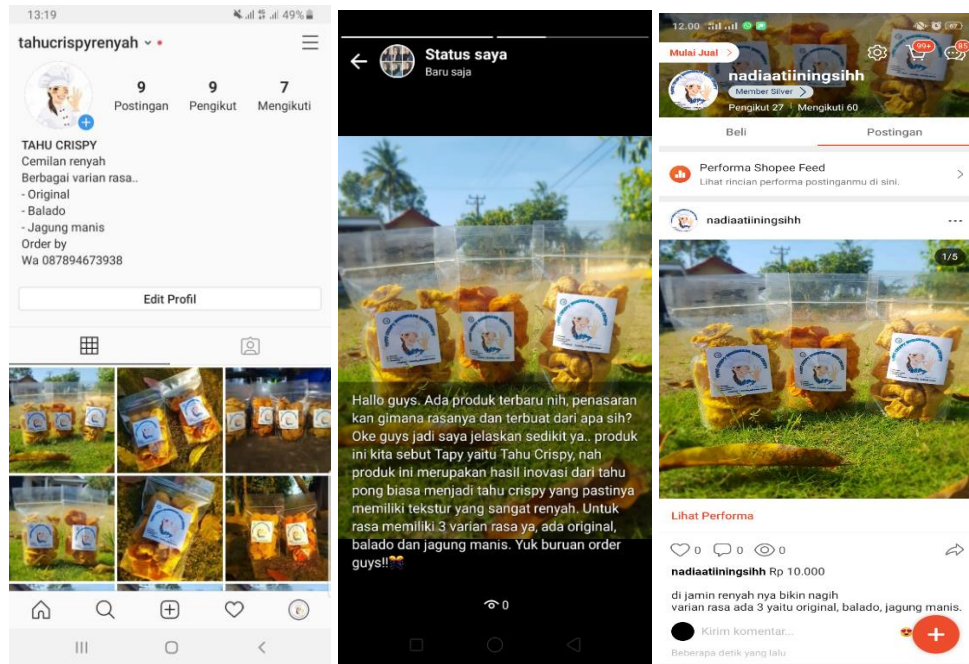 13:19
49%
tahucrispyrenyah
9
9
7
Postingan
Pengikut
Mengikuti
TAHU CRISPY
Cemilan renyah
Berbagai varian rasa..
- Original
- Balado
- Jagung manis
Order by
Wa 087894673938
Edit Profil
Status saya
Baru saja
Hallo guys. Ada produk terbaru nih, penasaran
kan gimana rasanya dan terbuat dari apa sih?
Oke guys jadi saya jelaskan sedikit ya.. produk
ini kita sebut Tapy yaitu Tahu Crispy, nah
produk ini merupakan hasil inovasi dari tahu
pong biasa menjadi tahu crispy yang pastinya
memiliki tekstur yang sangat renyah. Untuk
rasa memiliki 3 varian rasa ya, ada original,
balado dan jagung manis. Yuk buruan order
guys!!
0
12.00
Mulai Jual >
99+
85
nadiaatiiningsihh
Member Silver >
Pengikut 27 Mengikuti 60
Beli
Postingan
Performa Shopee Feed
Lihat rincian performa postinganmu di sini.
nadiaatiiningsihh
1/5
Lihat Performa
0 0 0
nadiaatiiningsihh Rp 10.000
di jamin renyah nya bikin nagih
varian rasa ada 3 yaitu original, balado, jagung manis.
Kirim komentar...
Beberapa detik yang lalu